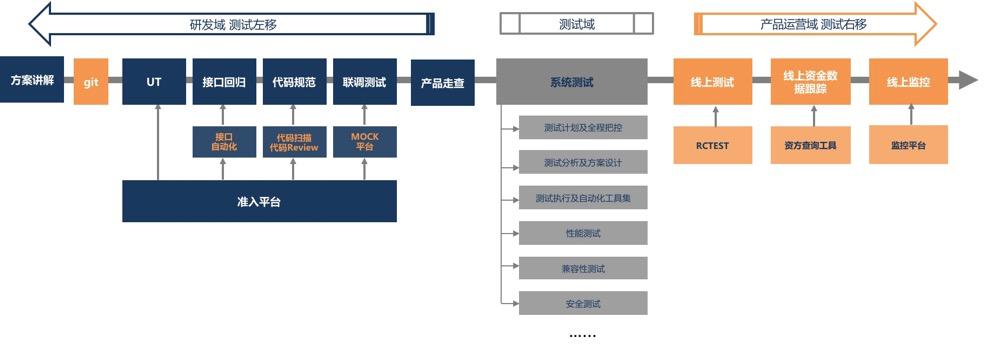 研发域 测试左移
测试域
产品运营域 测试右移
方案讲解
git
UT
接口回归
代码规范
联调测试
产品走查
系统测试
线上测试
线上资金数
据跟踪
线上监控
接口
自动化
代码扫描
代码Review
MOCK
平台
准入平台
测试计划及全程把控
测试分析及方案设计
测试执行及自动化工具集
性能测试
兼容性测试
安全测试
……
RCTEST
资方查询工具
监控平台